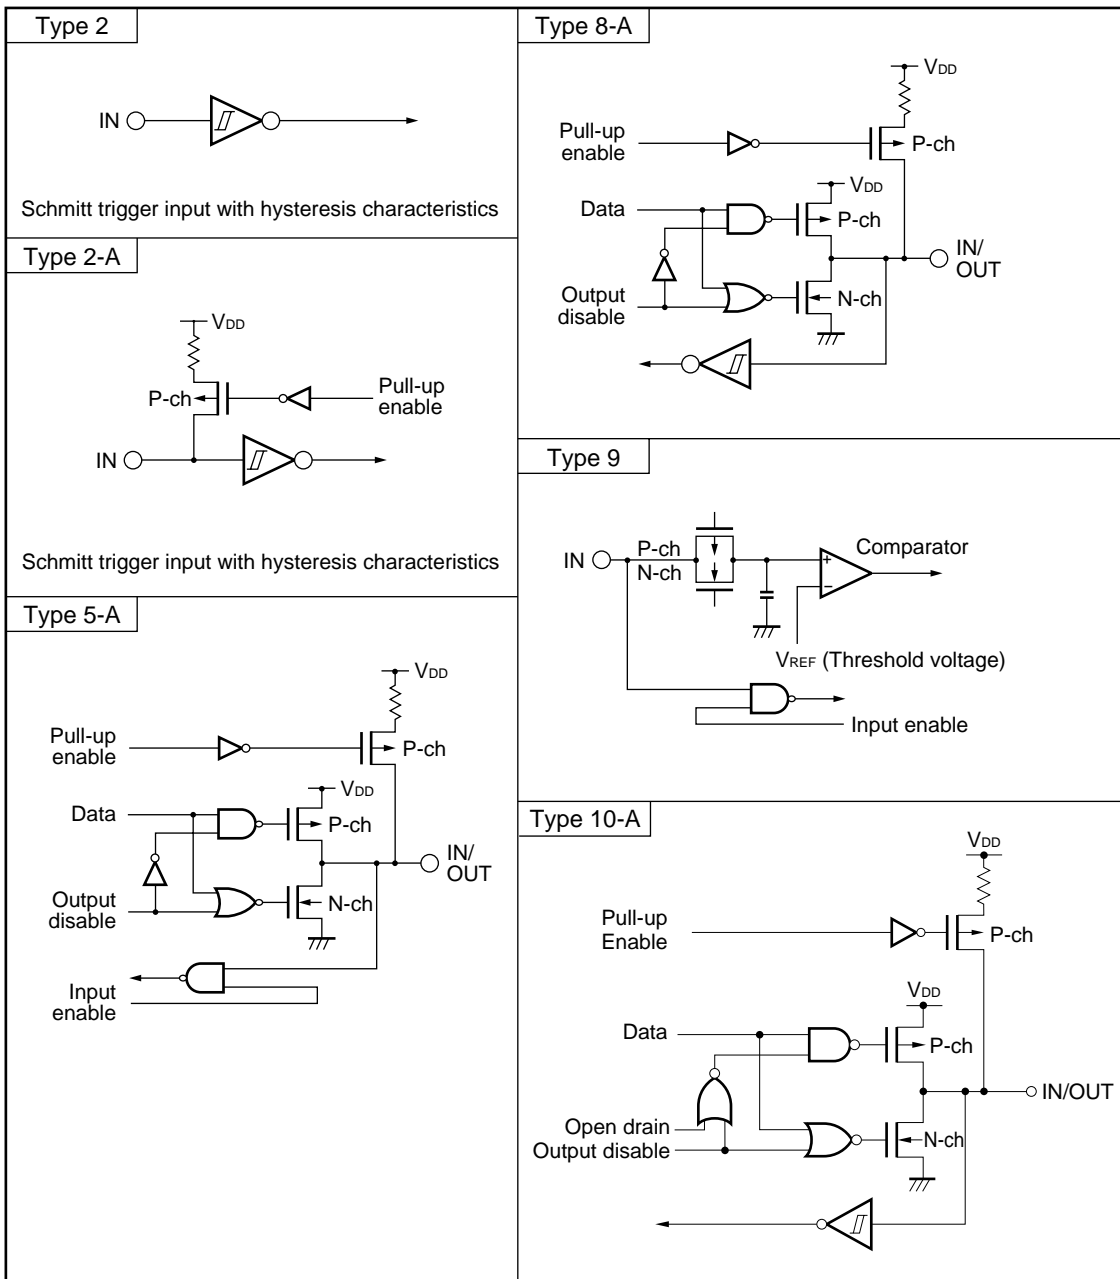 Type 2
IN
Schmitt trigger input with hysteresis characteristics
Type 2-A
VDD
P-ch
Pull-up
enable
IN
Schmitt trigger input with hysteresis characteristics
Type 5-A
VDD
Pull-up
enable
P-ch
VDD
Data
P-ch
IN/
OUT
Output
disable
N-ch
Input
enable
Type 8-A
VDD
Pull-up
enable
P-ch
VDD
Data
P-ch
IN/
OUT
Output
disable
N-ch
Type 9
IN
P-ch
N-ch
+
−
Comparator
VREF (Threshold voltage)
Input enable
Type 10-A
VDD
Pull-up
Enable
P-ch
VDD
Data
P-ch
IN/OUT
Open drain
Output disable
N-ch